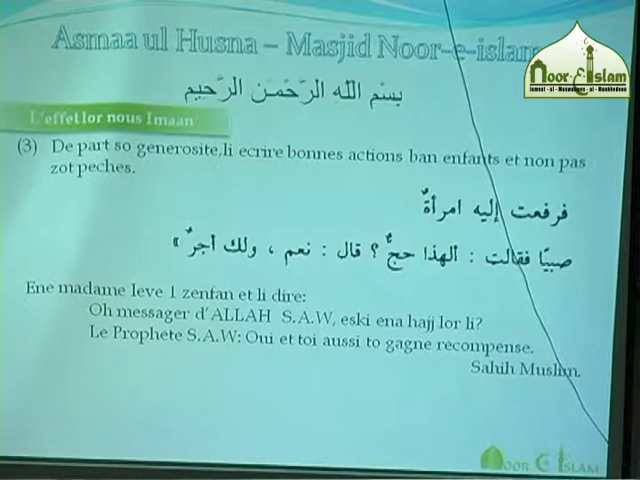 Asmaa ul Husna – Masjid Noor-e-islam
Noor-E-Islam
بِسْمِ اللهِ الرَّحْمَنِ الرَّحِيمِ
L'effet lor nous Imaan
(3) De part so generosite,li ecrire bonnes actions ban enfants et non pas
zot peches.
فرفعت إليه امرأةٌ
صبيًا فقالت : ألهذا حجٌّ ؟ قال : نعم ، ولك أجرٌ »
Ene madame leve 1 zenfan et li dire:
Oh messager d'ALLAH S.A.W, eski ena hajj lor li?
Le Prophete S.A.W: Oui et toi aussi to gagne recompense.
Sahih Muslim.
Noor E Islam